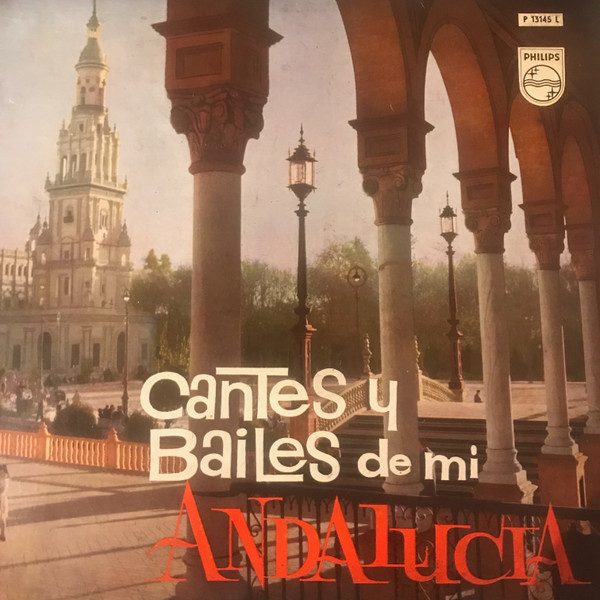 P 13145 L
PHILIPS
Cantes y
Bailes de mi
ANDALUCIA